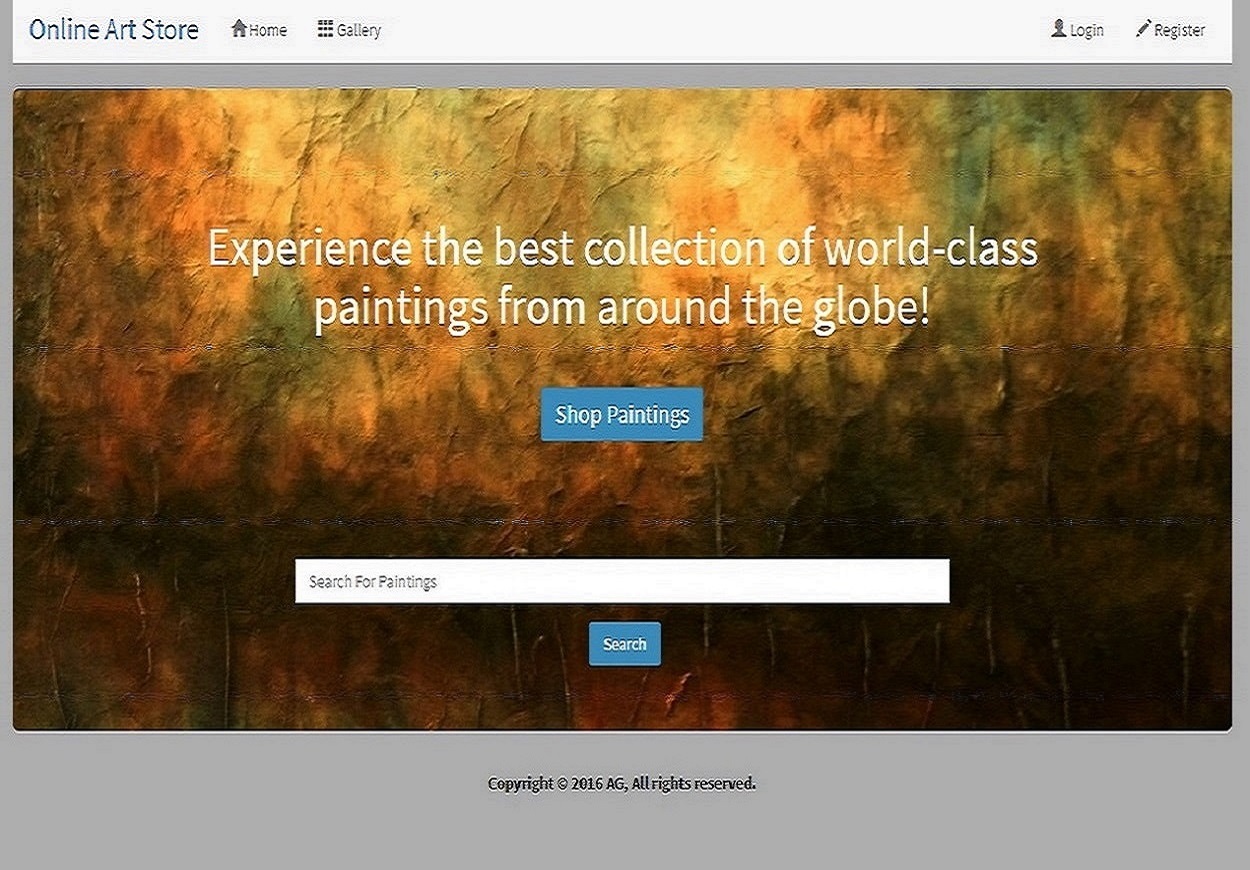 Online Art Store Home Gallery Login Register
Experience the best collection of world-class
paintings from around the globe!
Shop Paintings
Search For Paintings
Search
Copyright © 2016 AG, All rights reserved.